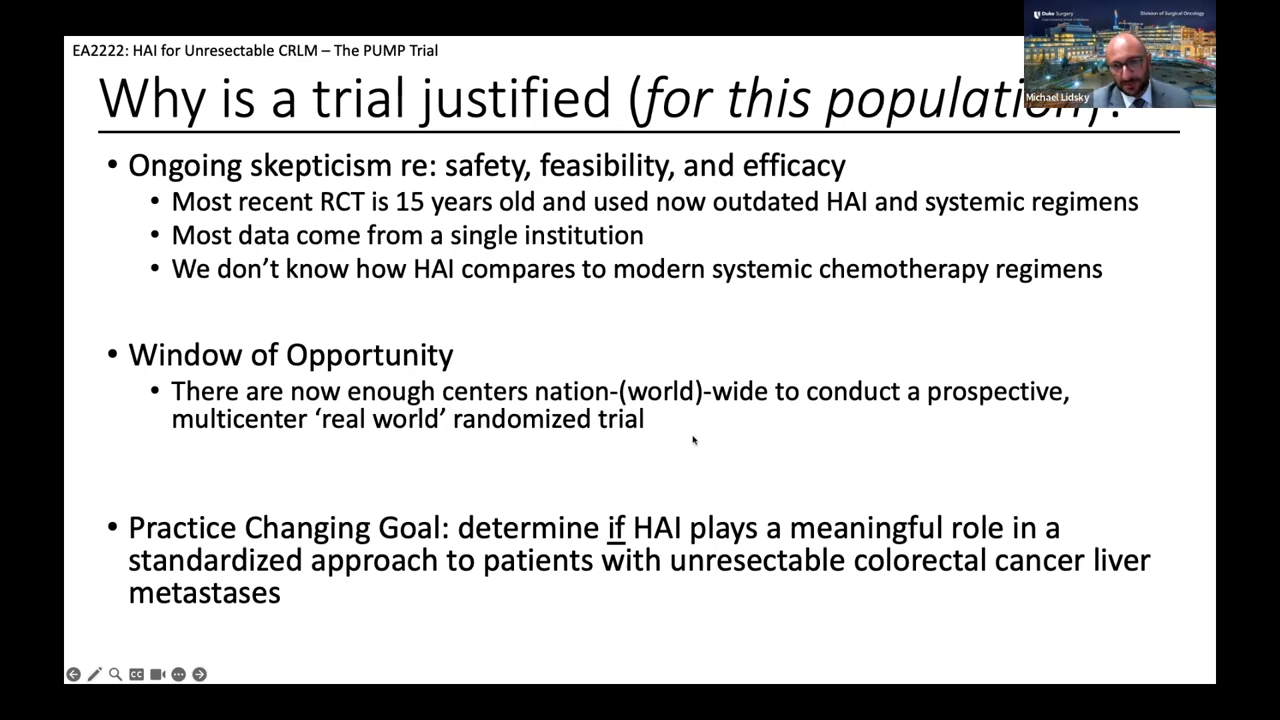 EA2222: HAI for Unresectable CRLM – The PUMP Trial
Duke Surgery
Division of Surgical Oncology
Michael Lidsky
Why is a trial justified (for this population)?
• Ongoing skepticism re: safety, feasibility, and efficacy
• Most recent RCT is 15 years old and used now outdated HAI and systemic regimens
• Most data come from a single institution
• We don’t know how HAI compares to modern systemic chemotherapy regimens
• Window of Opportunity
• There are now enough centers nation-(world)-wide to conduct a prospective,
multicenter ‘real world’ randomized trial
• Practice Changing Goal: determine if HAI plays a meaningful role in a
standardized approach to patients with unresectable colorectal cancer liver
metastases
CC